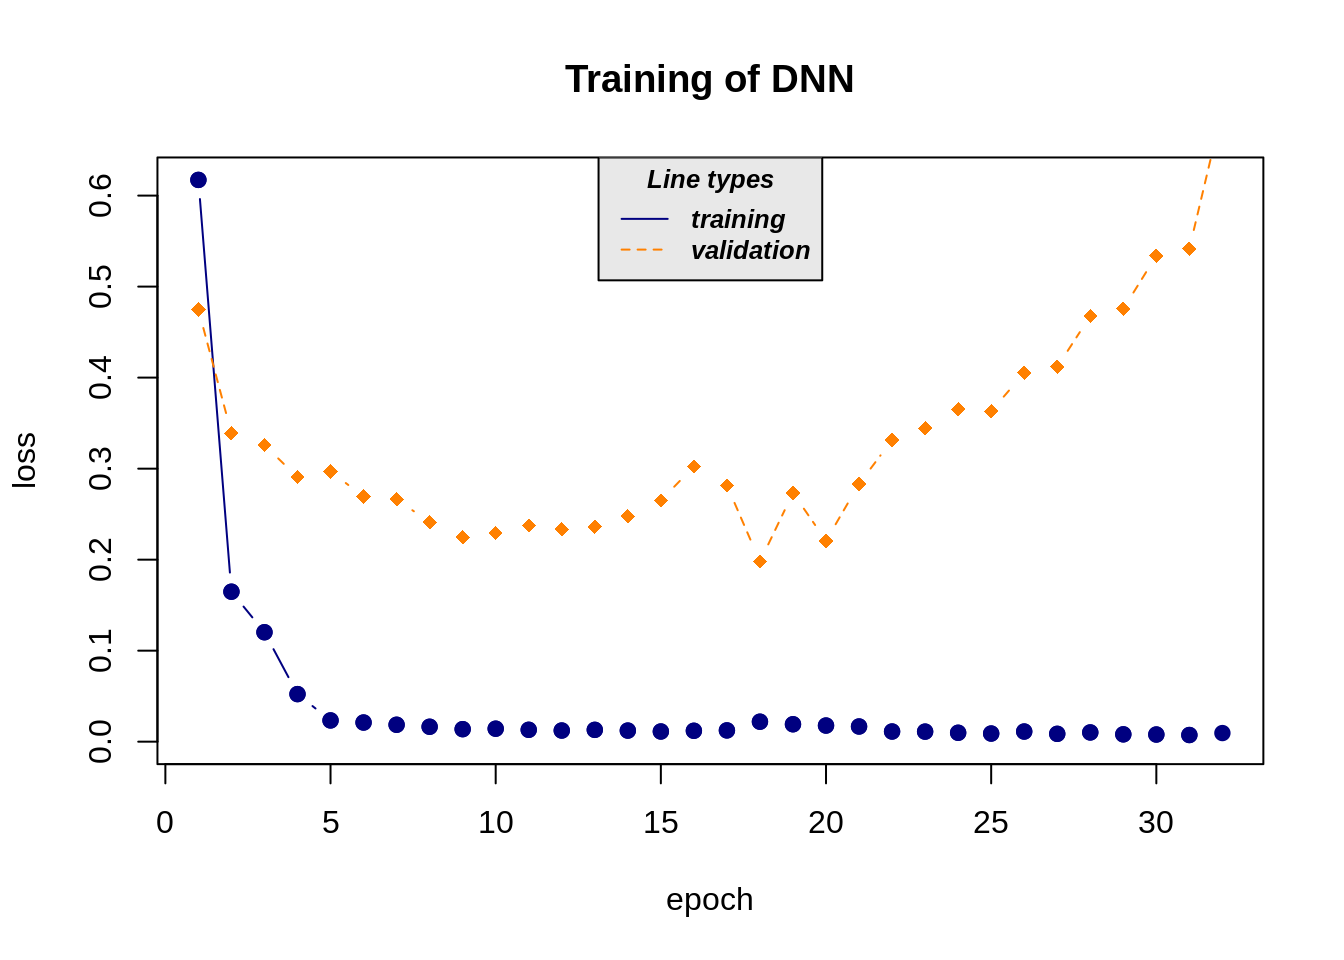 Training of DNN
Line types
training
validation
loss
0.6
0.5
0.4
0.3
0.2
0.1
0.0
0 5 10 15 20 25 30
epoch